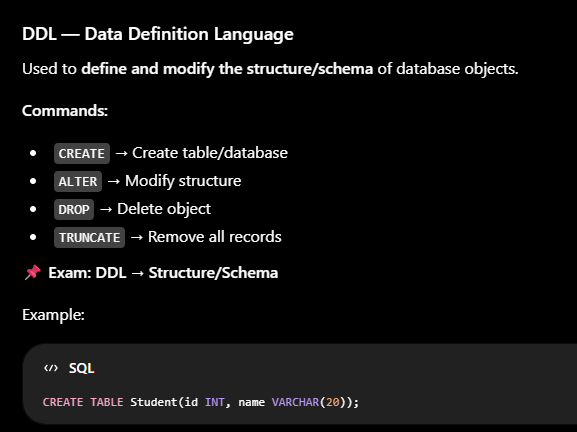 DDL — Data Definition Language
Used to define and modify the structure/schema of database objects.
Commands:
• CREATE → Create table/database
• ALTER → Modify structure
• DROP → Delete object
• TRUNCATE → Remove all records
📌 Exam: DDL → Structure/Schema
Example:
</> SQL
CREATE TABLE Student(id INT, name VARCHAR(20));